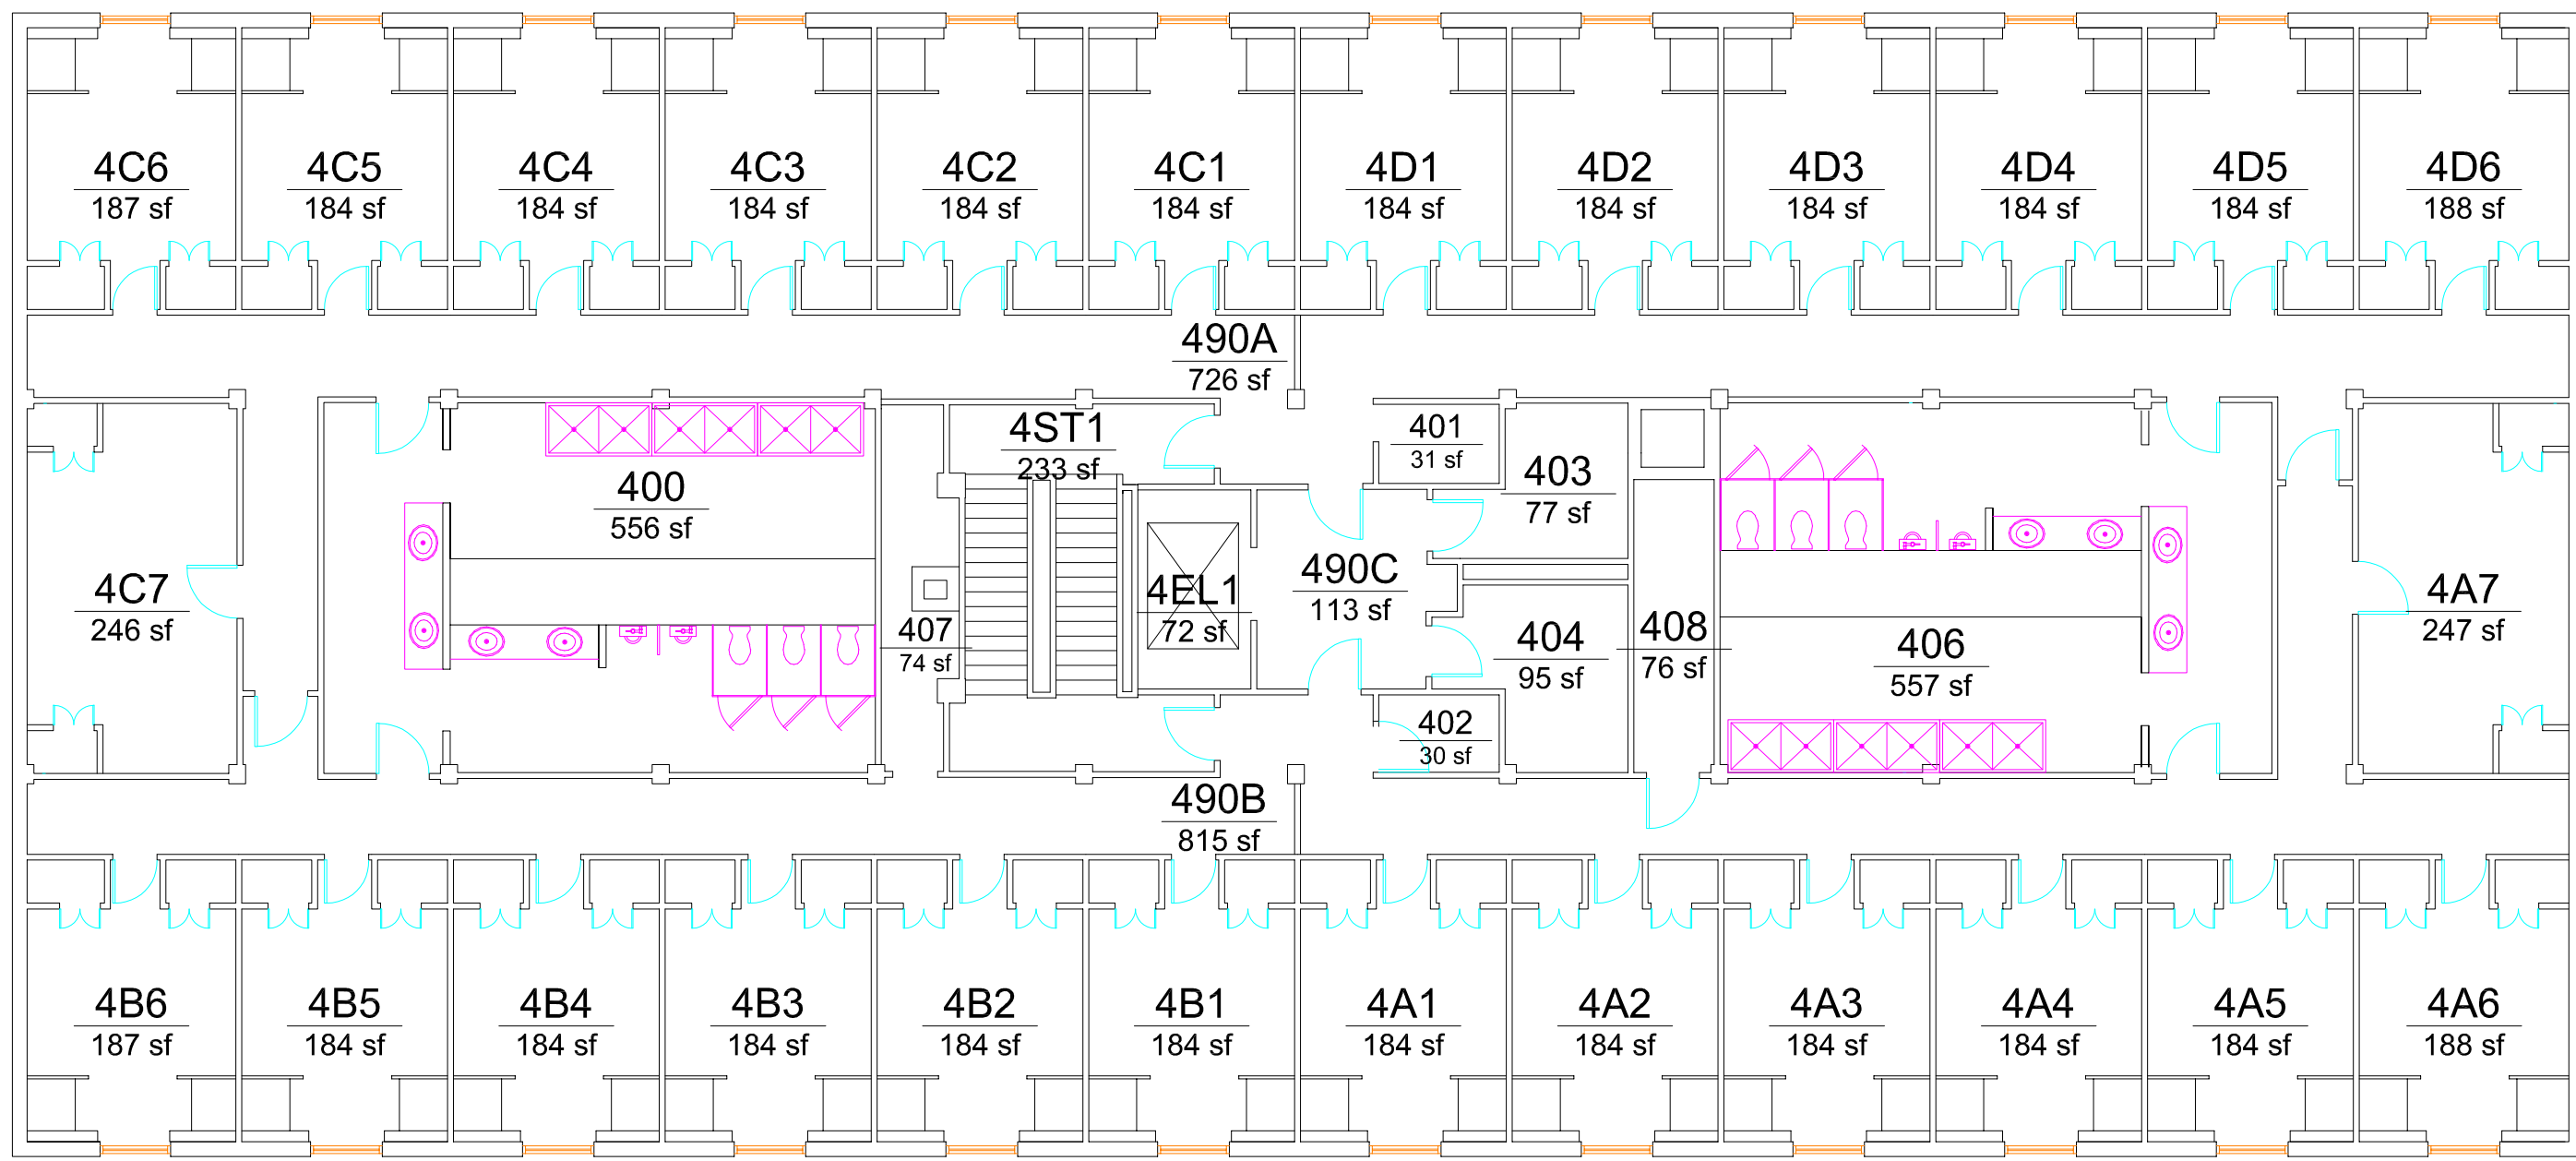 4C6
187 sf
4C5
184 sf
4C4
184 sf
4C3
184 sf
4C2
184 sf
4C1
184 sf
4D1
184 sf
4D2
184 sf
4D3
184 sf
4D4
184 sf
4D5
184 sf
4D6
188 sf
490A
726 sf
4ST1
233 sf
401
31 sf
403
77 sf
400
556 sf
4C7
246 sf
4EL1
72 sf
490C
113 sf
407
74 sf
404
95 sf
408
76 sf
406
557 sf
4A7
247 sf
402
30 sf
490B
815 sf
4B6
187 sf
4B5
184 sf
4B4
184 sf
4B3
184 sf
4B2
184 sf
4B1
184 sf
4A1
184 sf
4A2
184 sf
4A3
184 sf
4A4
184 sf
4A5
184 sf
4A6
188 sf